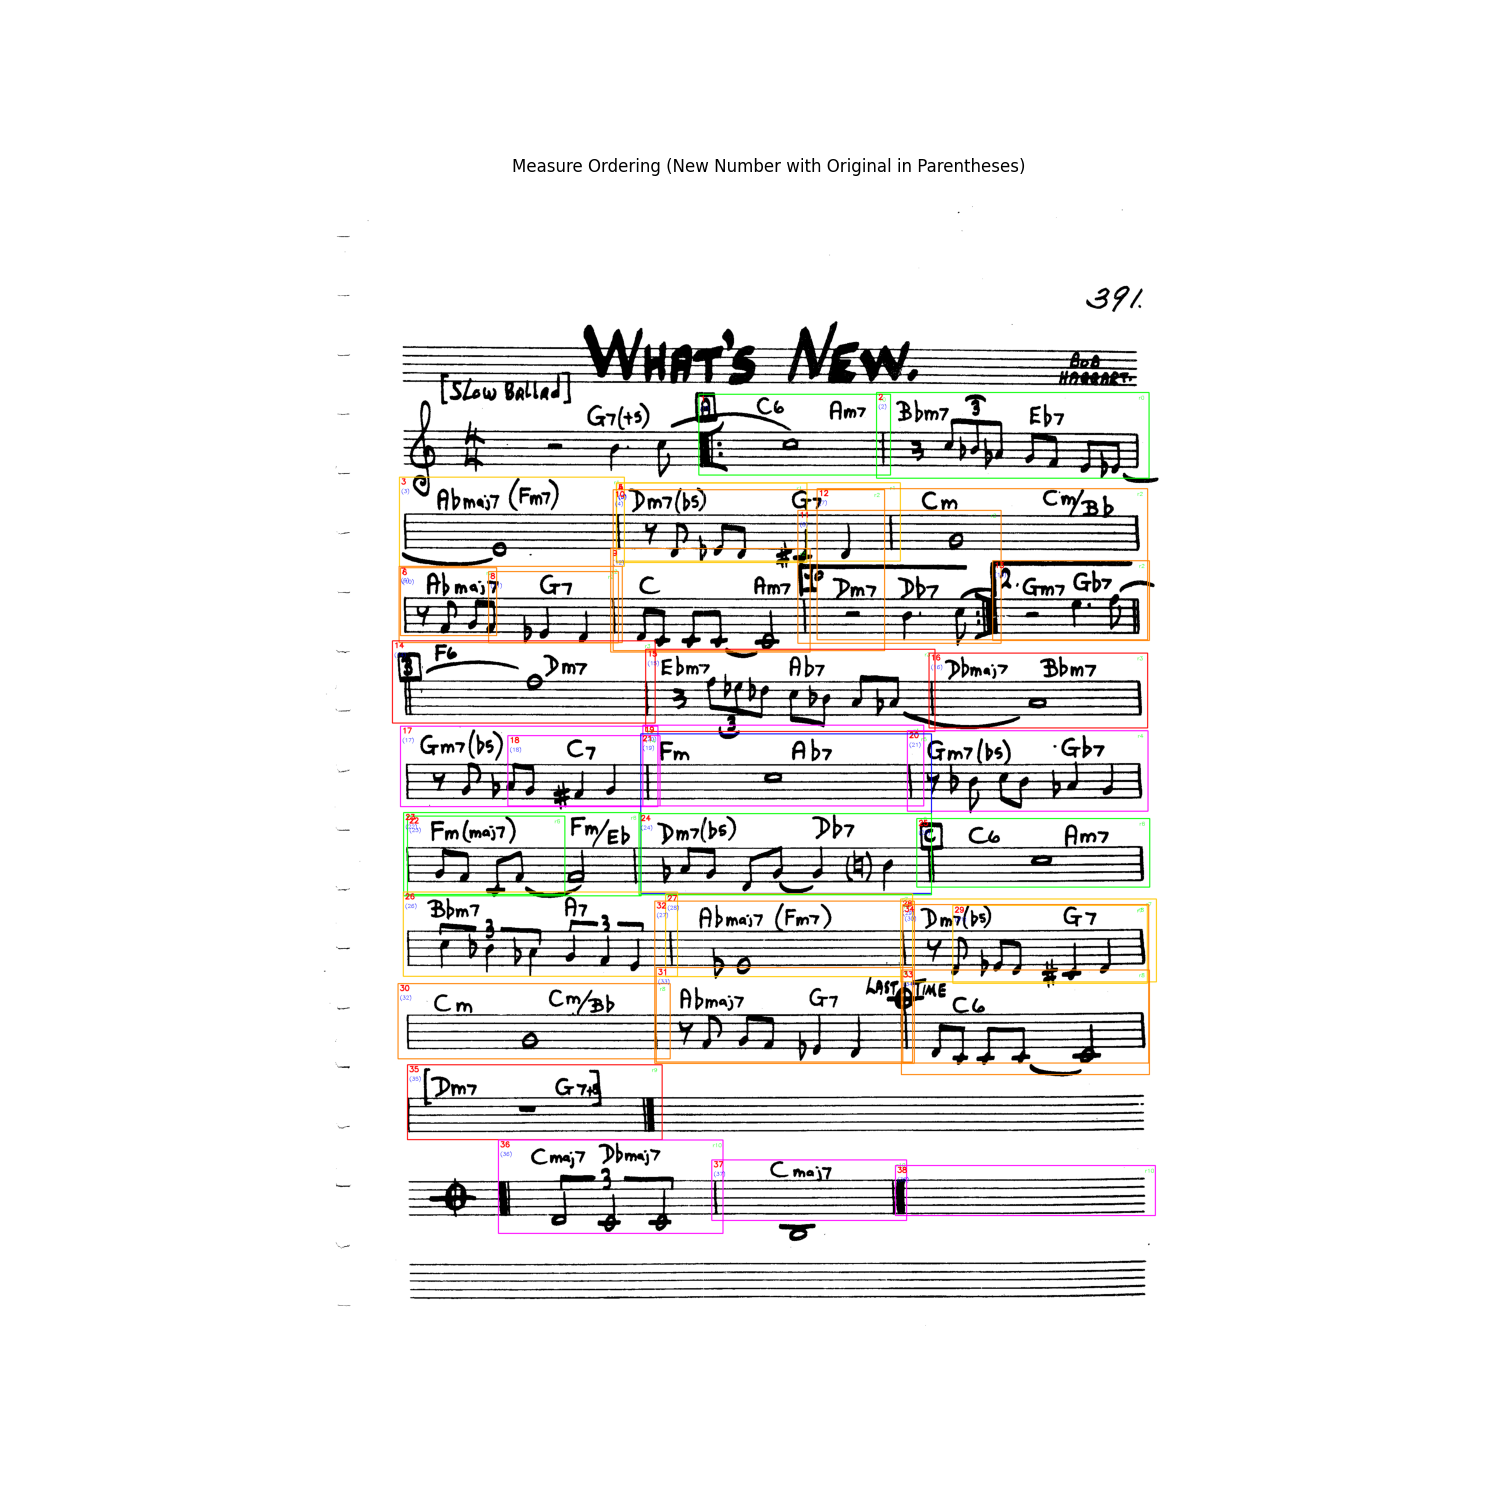 Measure Ordering (New Number with Original in Parentheses)
391.
WHAT'S NEW.
BOB HAGGART.
[SLOW BALLAD]
G7(+5) A C6 Am7 Bbm7 3 Eb7
Abmaj7 (Fm7) Dm7(b5) G7 Cm Cm/Bb
Abmaj7 G7 C Am7 Dm7 Db7 2. Gm7 Gb7
F6 Dm7 Ebm7 3 Ab7 Dbmaj7 Bbm7
Gm7(b5) C7 Fm Ab7 Gm7(b5) Gb7
Fm(maj7) Fm/Eb Dm7(b5) Db7 C C6 Am7
Bbm7 3 A7 3 Abmaj7 (Fm7) Dm7(b5) G7
Cm Cm/Bb Abmaj7 G7 LAST TIME C6
[Dm7 G7+5]
Cmaj7 Dbmaj7 3 Cmaj7